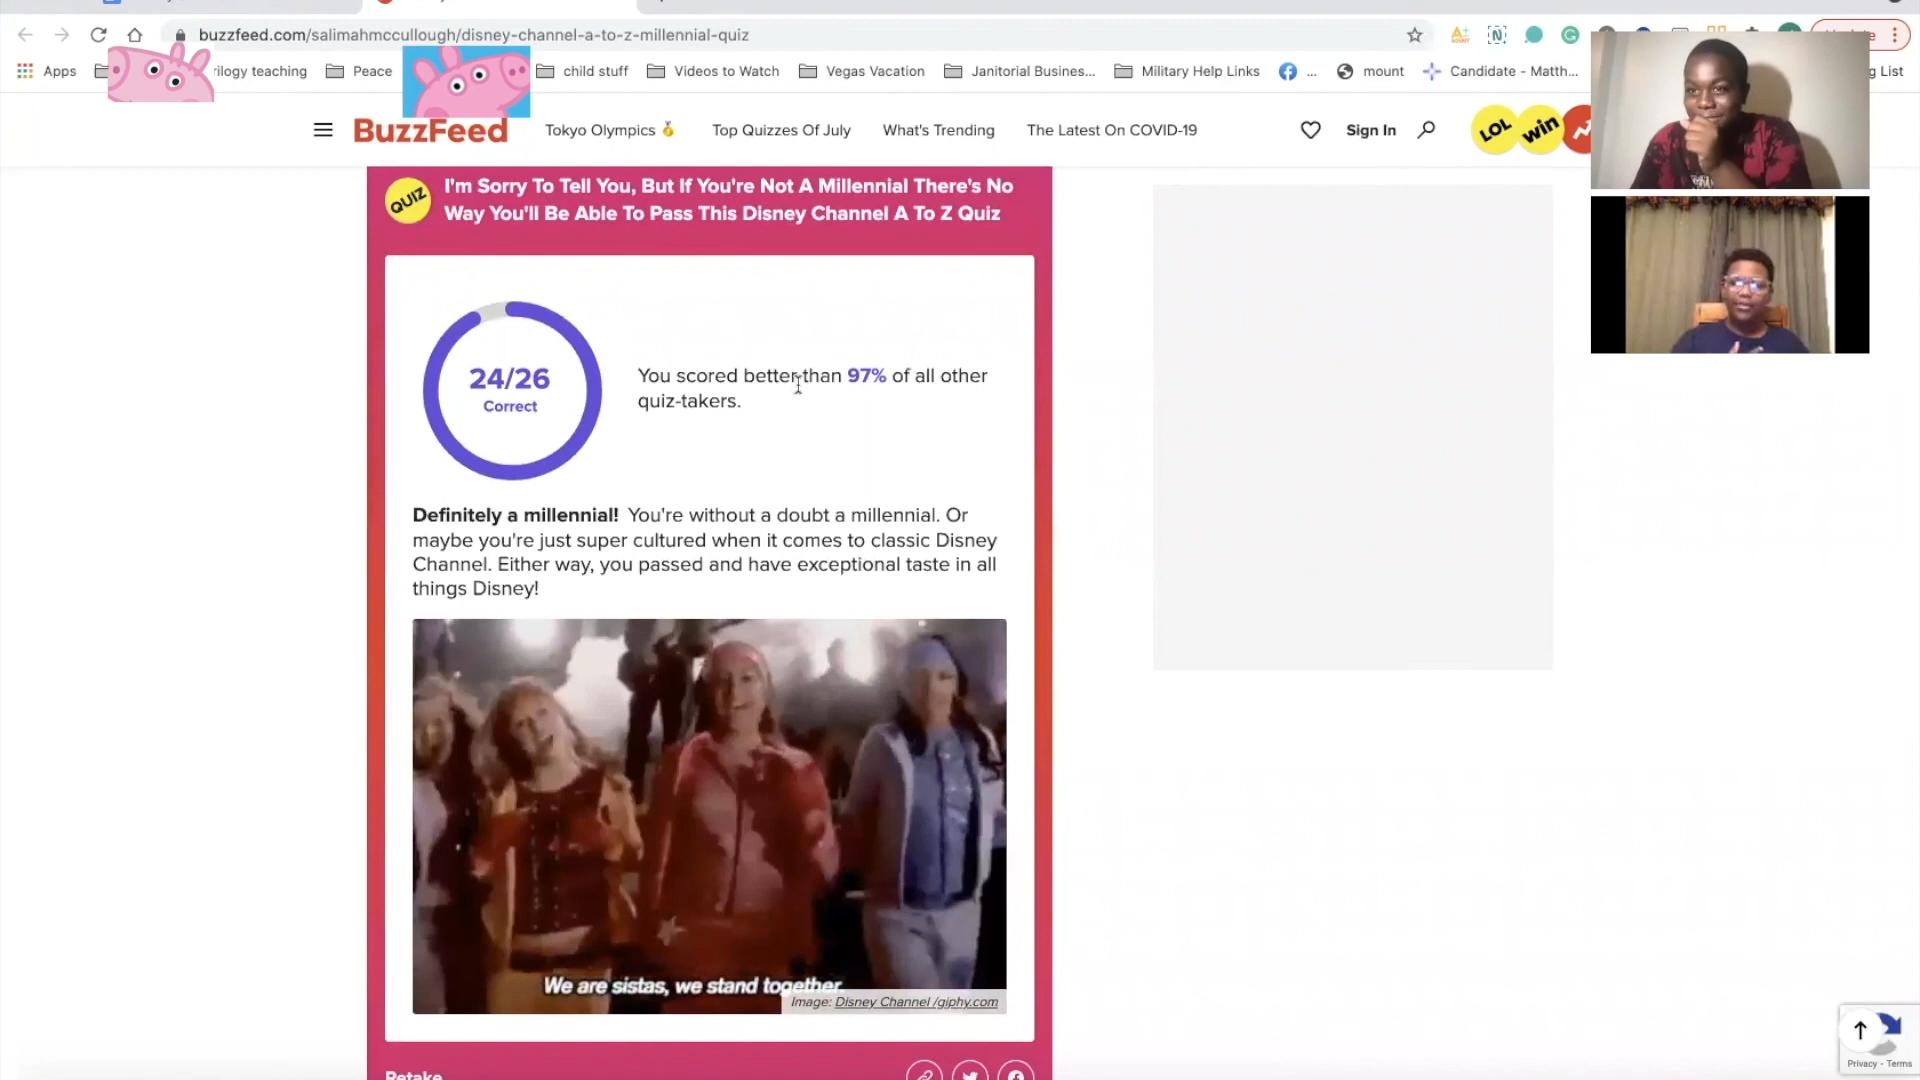 buzzfeed.com/salimahmccullough/disney-channel-a-to-z-millennial-quiz
Apps
rilogy teaching
Peace
child stuff
Videos to Watch
Vegas Vacation
Janitorial Busines...
Military Help Links
...
mount
Candidate - Matth...
g List
BuzzFeed
Tokyo Olympics
Top Quizzes Of July
What's Trending
The Latest On COVID-19
Sign In
LOL
win
QUIZ
I'm Sorry To Tell You, But If You're Not A Millennial There's No
Way You'll Be Able To Pass This Disney Channel A To Z Quiz
24/26
Correct
You scored better than 97% of all other
quiz-takers.
Definitely a millennial! You're without a doubt a millennial. Or
maybe you're just super cultured when it comes to classic Disney
Channel. Either way, you passed and have exceptional taste in all
things Disney!
We are sistas, we stand together.
Image: Disney Channel /giphy.com
Retake
Privacy - Terms